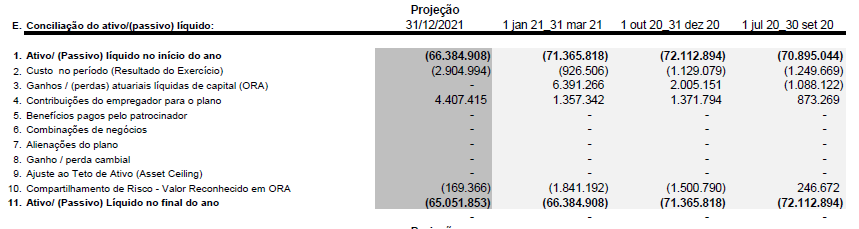 Projeção
E. Conciliação do ativo/(passivo) líquido: 31/12/2021 1 jan 21_31 mar 21 1 out 20_31 dez 20 1 jul 20_30 set 20
1. Ativo/ (Passivo) líquido no início do ano (66.384.908) (71.365.818) (72.112.894) (70.895.044)
2. Custo no período (Resultado do Exercício) (2.904.994) (926.506) (1.129.079) (1.249.669)
3. Ganhos / (perdas) atuariais líquidas de capital (ORA) - 6.391.266 2.005.151 (1.088.122)
4. Contribuições do empregador para o plano 4.407.415 1.357.342 1.371.794 873.269
5. Benefícios pagos pelo patrocinador - - - -
6. Combinações de negócios - - - -
7. Alienações do plano - - - -
8. Ganho / perda cambial - - - -
9. Ajuste ao Teto de Ativo (Asset Ceiling) - - - -
10. Compartilhamento de Risco - Valor Reconhecido em ORA (169.366) (1.841.192) (1.500.790) 246.672
11. Ativo/ (Passivo) Líquido no final do ano (65.051.853) (66.384.908) (71.365.818) (72.112.894)
- - -